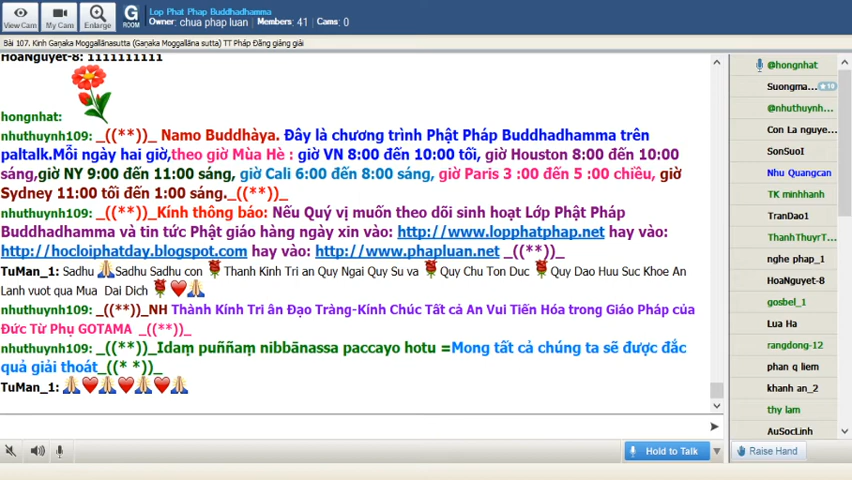 Lop Phat Phap Buddhadhamma
Owner: chua phap luan Members: 41 Cams: 0
View Cam
My Cam
Enlarge
G
ROOM
Bài 107. Kinh Gaṇaka Moggallānasutta (Gaṇaka Moggallāna sutta) TT Pháp Đăng giảng giải
HoaNguyet-8: 1111111111
hongnhat:
nhuthuynh109: _((**))_ Namo Buddhàya. Đây là chương trình Phật Pháp Buddhadhamma trên
paltalk.Mỗi ngày hai giờ,theo giờ Mùa Hè : giờ VN 8:00 đến 10:00 tối, giờ Houston 8:00 đến 10:00
sáng,giờ NY 9:00 đến 11:00 sáng, giờ Cali 6:00 đến 8:00 sáng, giờ Paris 3 :00 đến 5 :00 chiều, giờ
Sydney 11:00 tối đến 1:00 sáng._((**))_
nhuthuynh109: _((**))_Kính thông báo: Nếu Quý vị muốn theo dõi sinh hoạt Lớp Phật Pháp
Buddhadhamma và tin tức Phật giáo hàng ngày xin vào: http://www.lopphatphap.net hay vào:
http://hocloiphatday.blogspot.com hay vào: http://www.phapluan.net _((**))_
TuMan_1: Sadhu 🙏Sadhu Sadhu con 🌹Thanh Kinh Tri an Quy Ngai Quy Su va 🌹Quy Chu Ton Duc 🌹Quy Dao Huu Suc Khoe An
Lanh vuot qua Mua Dai Dich 🌹❤️🙏
nhuthuynh109: _((**))_NH Thành Kính Tri ân Đạo Tràng-Kính Chúc Tất cả An Vui Tiến Hóa trong Giáo Pháp của
Đức Từ Phụ GOTAMA _((**))_
nhuthuynh109: _((**))_Idaṃ puññaṃ nibbānassa paccayo hotu =Mong tất cả chúng ta sẽ được đắc
quả giải thoát_((* *))_
TuMan_1: 🙏❤️🙏❤️🙏❤️🙏
Hold to Talk
Raise Hand
@hongnhat
Suongma... 10
@nhuthuynh...
Con La nguye...
SonSuoI
Nhu Quangcan
TK minhhanh
TranDao1
ThanhThuyrT...
nghe phap_1
HoaNguyet-8
gosbel_1
Lua Ha
rangdong-12
phan q liem
khanh an_2
thy lam
AuSocLinh